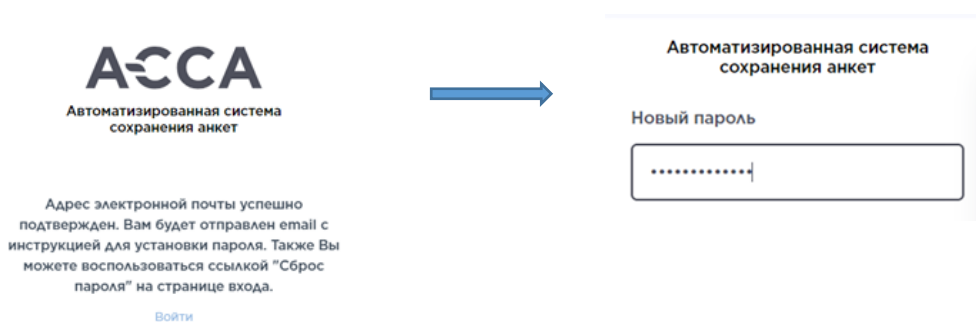 АССА
Автоматизированная система
сохранения анкет
Адрес электронной почты успешно
подтвержден. Вам будет отправлен email с
инструкцией для установки пароля. Также Вы
можете воспользоваться ссылкой "Сброс
пароля" на странице входа.
Войти
Автоматизированная система
сохранения анкет
Новый пароль
•••••••••••••